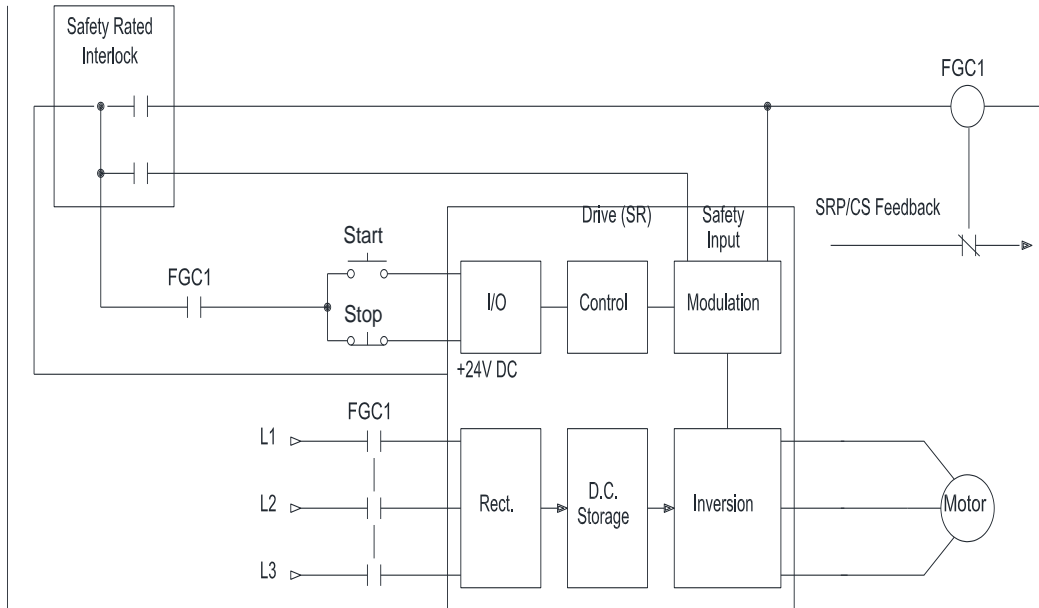 Safety Rated
Interlock
FGC1
SRP/CS Feedback
Drive (SR)
Safety
Input
Start
FGC1
Stop
I/O
Control
Modulation
+24V DC
FGC1
L1
L2
L3
Rect.
D.C.
Storage
Inversion
Motor